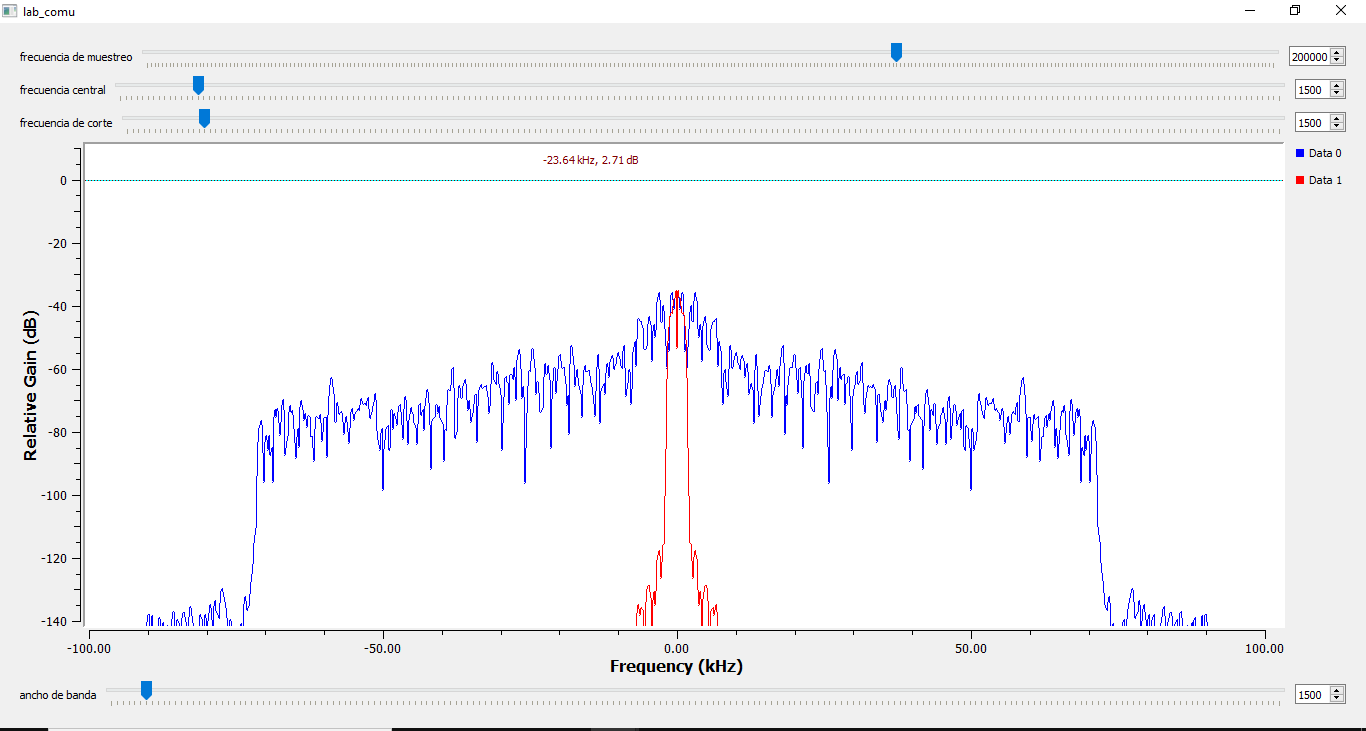 lab_comu
frecuencia de muestreo 200000
frecuencia central 1500
frecuencia de corte 1500
-23.64 kHz, 2.71 dB
Data 0
Data 1
Relative Gain (dB)
0
-20
-40
-60
-80
-100
-120
-140
-100.00 -50.00 0.00 50.00 100.00
Frequency (kHz)
ancho de banda 1500